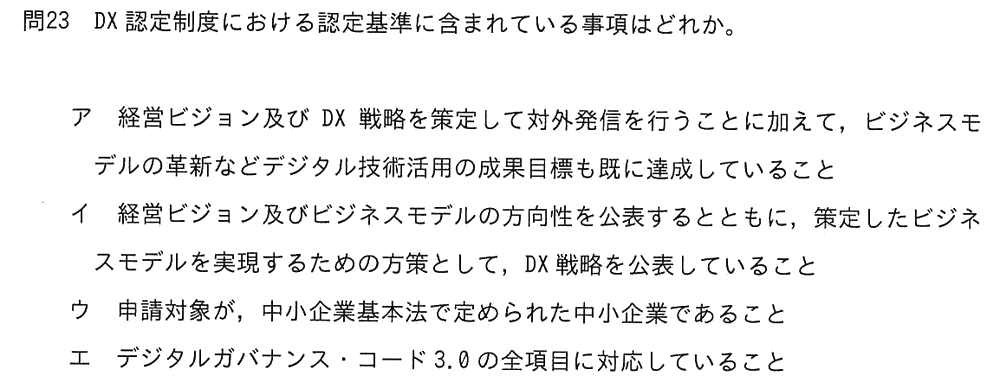 問23 DX認定制度における認定基準に含まれている事項はどれか。
ア 経営ビジョン及び DX 戦略を策定して対外発信を行うことに加えて，ビジネスモ
デルの革新などデジタル技術活用の成果目標も既に達成していること
イ 経営ビジョン及びビジネスモデルの方向性を公表するとともに，策定したビジネ
スモデルを実現するための方策として，DX戦略を公表していること
ウ 申請対象が，中小企業基本法で定められた中小企業であること
エ デジタルガバナンス・コード3.0の全項目に対応していること